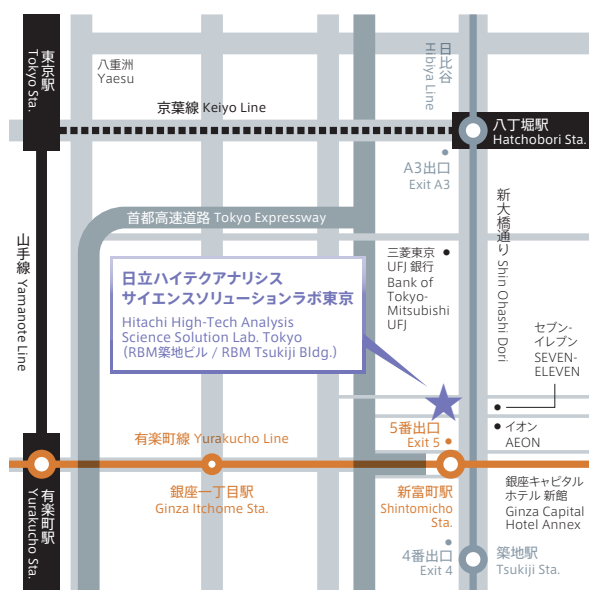 東京駅
Tokyo Sta.
八重洲
Yaesu
日比谷
Hibiya Line
京葉線 Keiyo Line
八丁堀駅
Hatchobori Sta.
A3出口
Exit A3
首都高速道路 Tokyo Expressway
新大橋通り Shin Ohashi Dori
山手線 Yamanote Line
三菱東京
UFJ 銀行
Bank of
Tokyo-
Mitsubishi
UFJ
日立ハイテクアナリシス
サイエンスソリューションラボ東京
Hitachi High-Tech Analysis
Science Solution Lab. Tokyo
(RBM築地ビル / RBM Tsukiji Bldg.)
セブン-
イレブン
SEVEN-
ELEVEN
イオン
AEON
5番出口
Exit 5
有楽町線 Yurakucho Line
有楽町駅
Yurakucho Sta.
銀座一丁目駅
Ginza Itchome Sta.
新富町駅
Shintomicho
Sta.
銀座キャピタル
ホテル 新館
Ginza Capital
Hotel Annex
4番出口
Exit 4
築地駅
Tsukiji Sta.